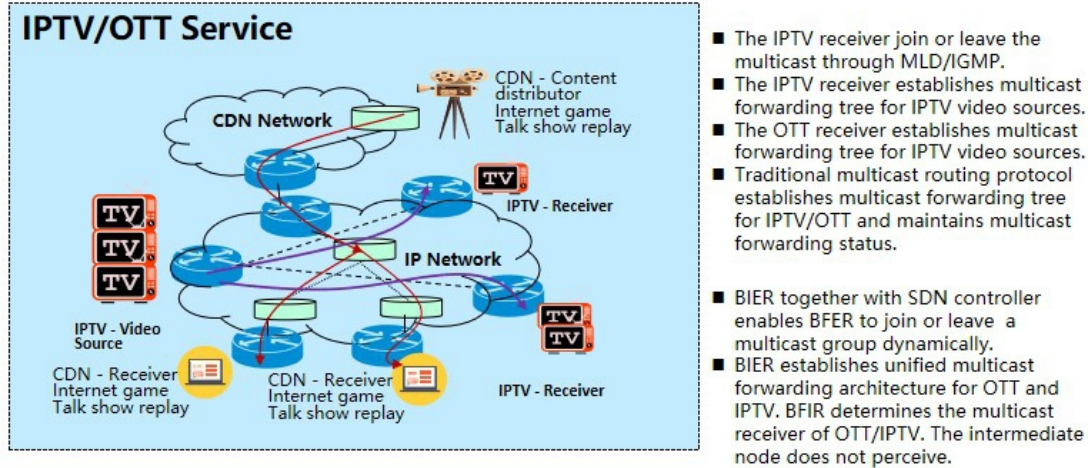 IPTV/OTT Service
CDN - Content
distributor
Internet game
Talk show replay
CDN Network
TV
IPTV - Receiver
TV
TV
TV
IP Network
IPTV - Video
Source
TV
TV
IPTV - Receiver
CDN - Receiver
Internet game
Talk show replay
CDN - Receiver
Internet game
Talk show replay
■ The IPTV receiver join or leave the
multicast through MLD/IGMP.
■ The IPTV receiver establishes multicast
forwarding tree for IPTV video sources.
■ The OTT receiver establishes multicast
forwarding tree for IPTV video sources.
■ Traditional multicast routing protocol
establishes multicast forwarding tree
for IPTV/OTT and maintains multicast
forwarding status.
■ BIER together with SDN controller
enables BFER to join or leave a
multicast group dynamically.
■ BIER establishes unified multicast
forwarding architecture for OTT and
IPTV. BFIR determines the multicast
receiver of OTT/IPTV. The intermediate
node does not perceive.